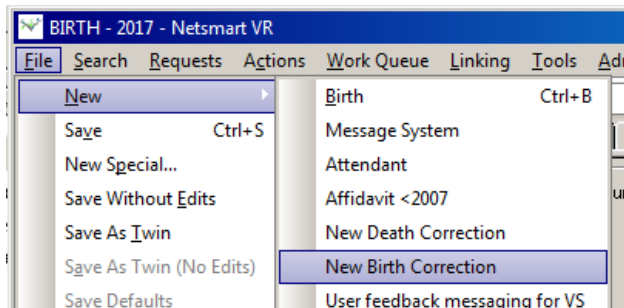 BIRTH - 2017 - Netsmart VR
File Search Requests Actions Work Queue Linking Tools
New
Save Ctrl+S
New Special...
Save Without Edits
Save As Twin
Save As Twin (No Edits)
Save Defaults
Birth Ctrl+B
Message System
Attendant
Affidavit <2007
New Death Correction
New Birth Correction
User feedback messaging for VS